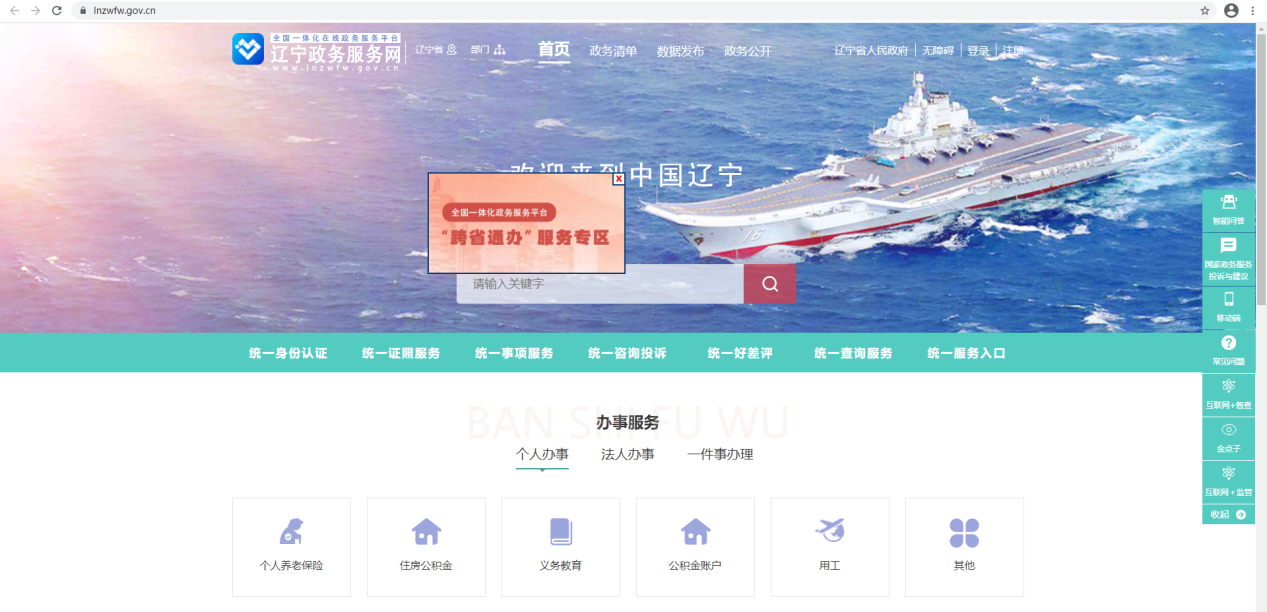 lnzwfw.gov.cn
全国一体化在线政务服务平台
辽宁政务服务网
www.lnzwfw.gov.cn
辽宁省
部门
首页
政务清单
数据发布
政务公开
辽宁省人民政府
无障碍
登录
注册
欢迎来到中国辽宁
16
x
全国一体化政务服务平台
“跨省通办”服务专区
请输入关键字
智能问答
国家政务服务
投诉与建议
移动端
常见问题
互联网+督查
金点子
互联网+监管
收起
统一身份认证
统一证照服务
统一事项服务
统一咨询投诉
统一好差评
统一查询服务
统一服务入口
BAN SHI FU WU
办事服务
个人办事
法人办事
一件事办理
个人养老保险
住房公积金
义务教育
公积金账户
用工
其他